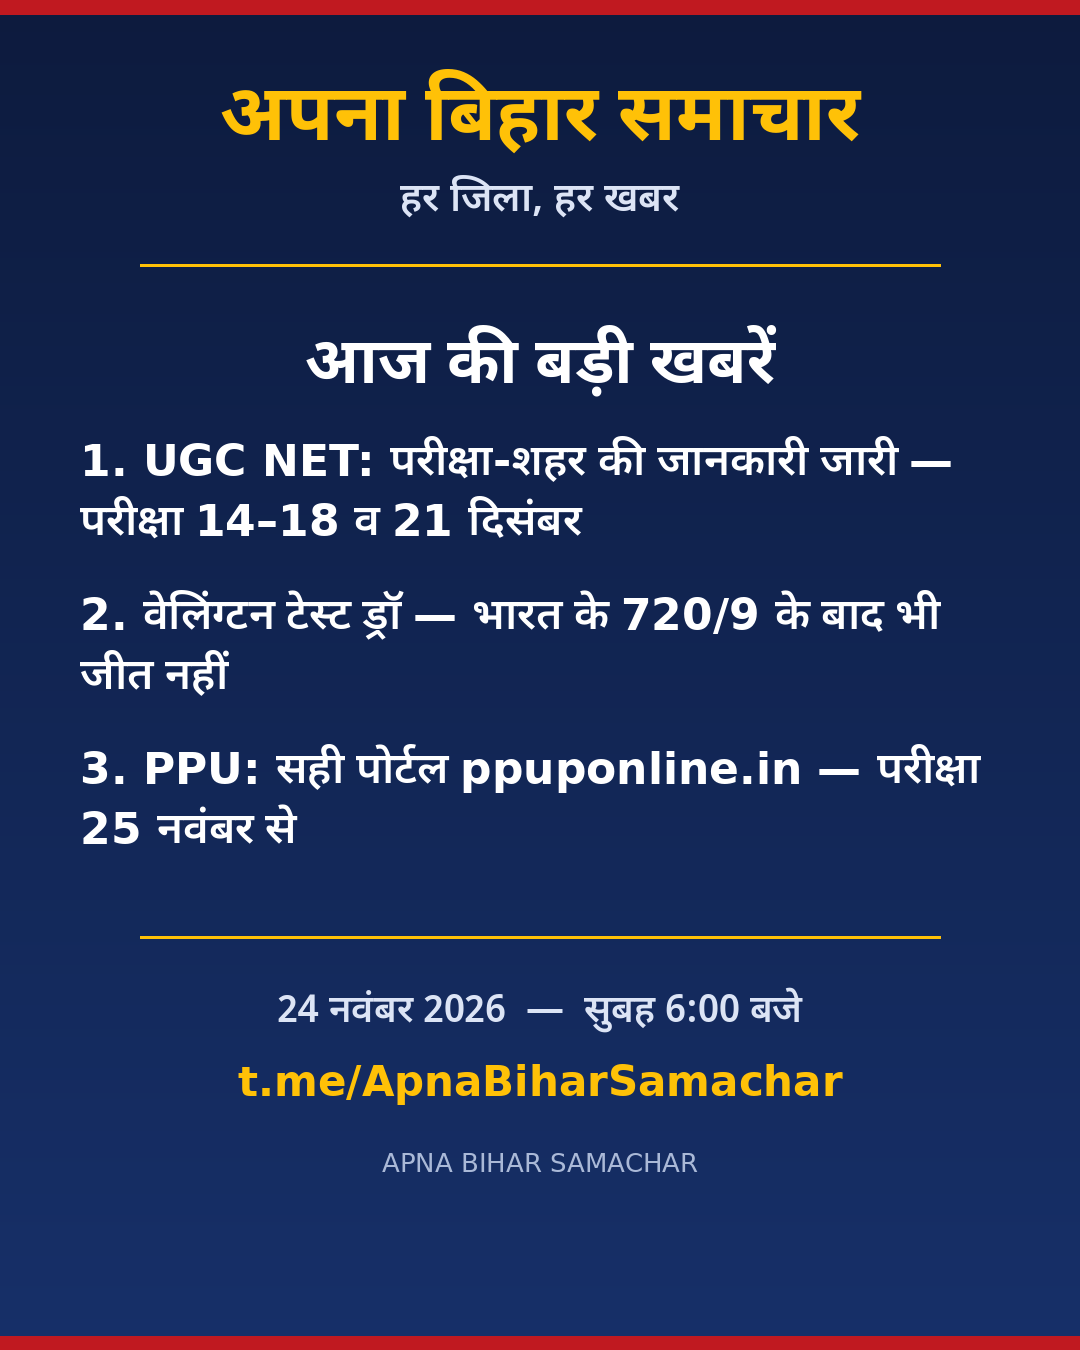 अपना बिहार समाचार
हर जिला, हर खबर
आज की बड़ी खबरें
1. UGC NET: परीक्षा-शहर की जानकारी जारी —
परीक्षा 14–18 व 21 दिसंबर
2. वेलिंग्टन टेस्ट ड्रॉ — भारत के 720/9 के बाद भी
जीत नहीं
3. PPU: सही पोर्टल ppuponline.in — परीक्षा
25 नवंबर से
24 नवंबर 2026 — सुबह 6:00 बजे
t.me/ApnaBiharSamachar
APNA BIHAR SAMACHAR